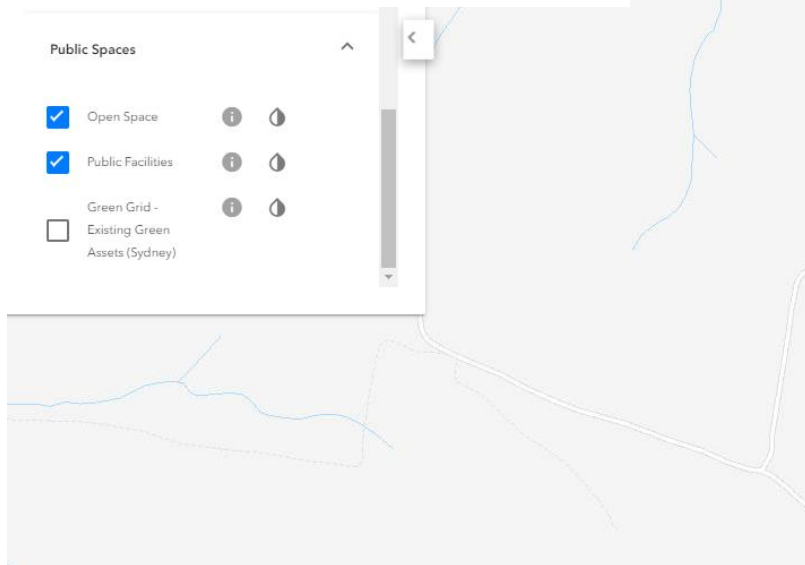 Public Spaces
Open Space
Public Facilities
Green Grid -
Existing Green
Assets (Sydney)